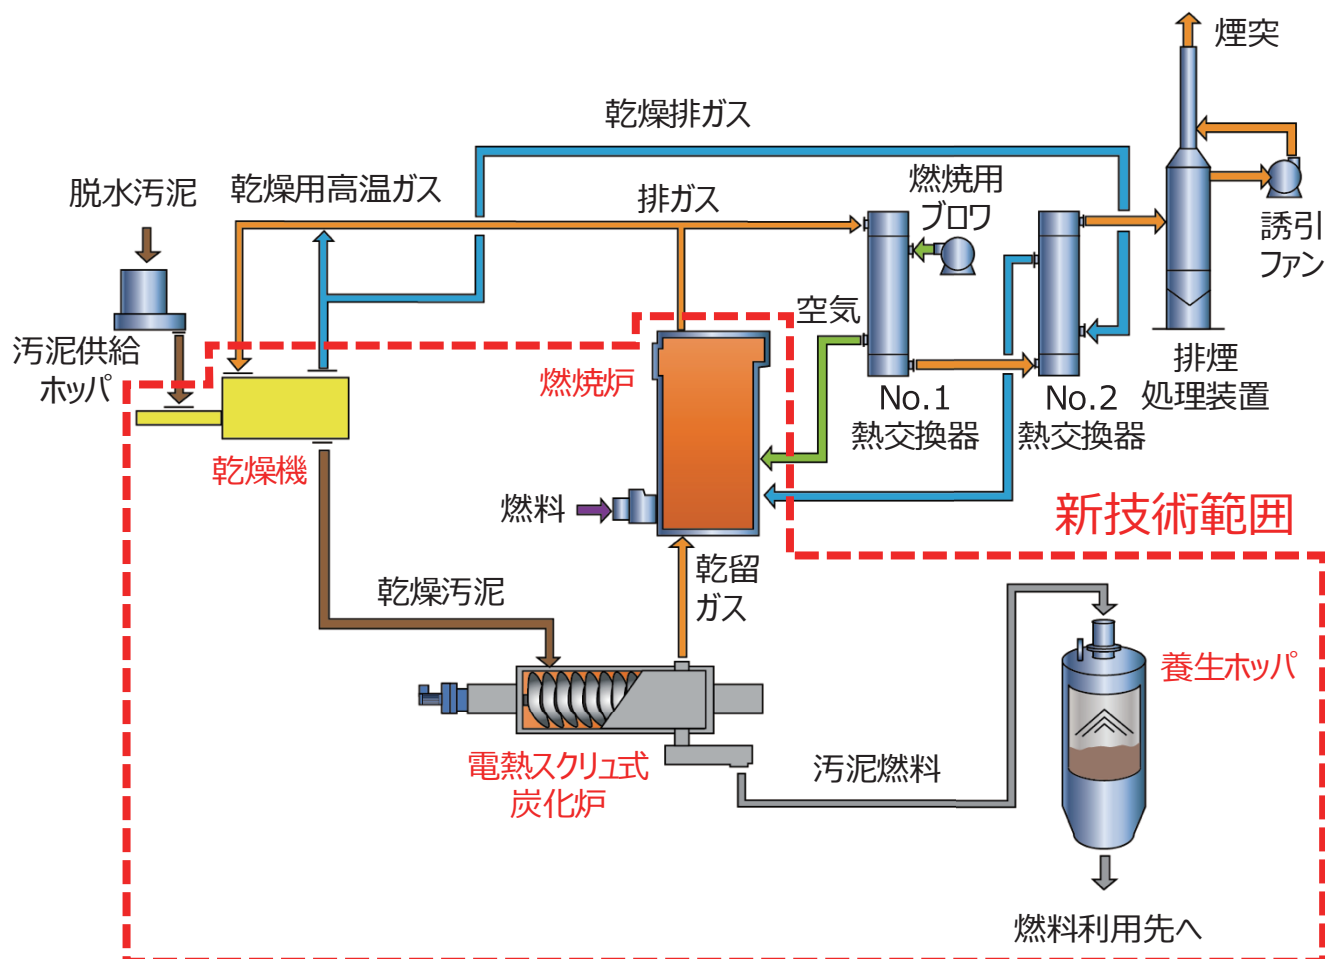 煙突
乾燥排ガス
脱水汚泥
乾燥用高温ガス
排ガス
燃焼用
ブロワ
誘引
ファン
空気
汚泥供給
ホッパ
燃焼炉
排煙
処理装置
No.1
熱交換器
No.2
熱交換器
乾燥機
燃料
新技術範囲
乾留
ガス
乾燥汚泥
養生ホッパ
電熱スクリュ式
炭化炉
汚泥燃料
燃料利用先へ